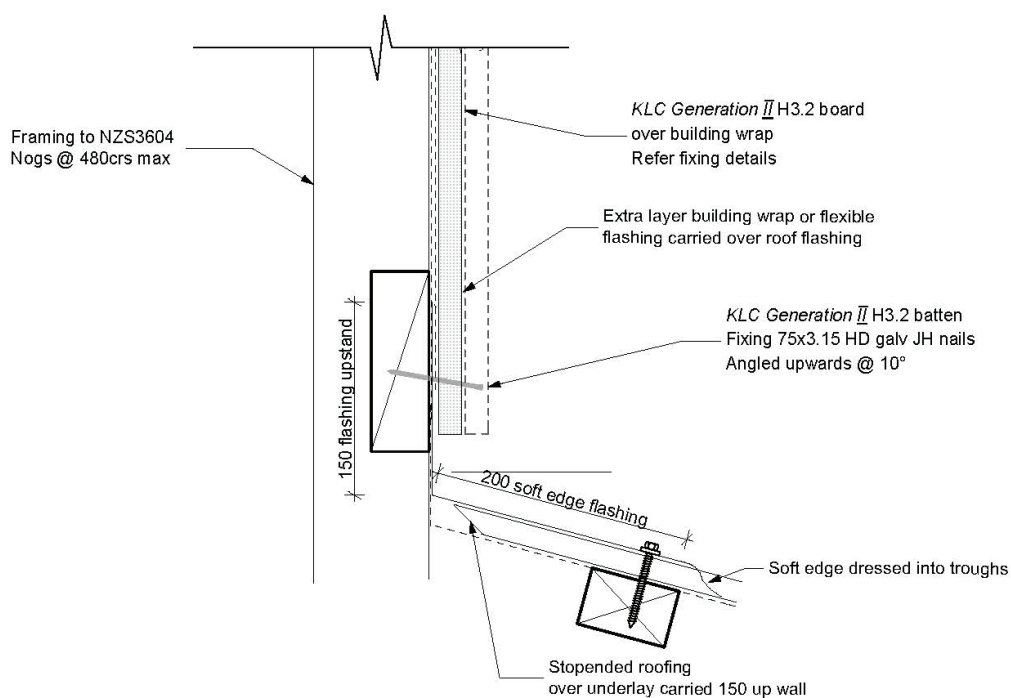 Framing to NZS3604
Nogs @ 480crs max
KLC Generation II H3.2 board
over building wrap
Refer fixing details
Extra layer building wrap or flexible
flashing carried over roof flashing
KLC Generation II H3.2 batten
Fixing 75x3.15 HD galv JH nails
Angled upwards @ 10°
150 flashing upstand
200 soft edge flashing
Soft edge dressed into troughs
Stopended roofing
over underlay carried 150 up wall